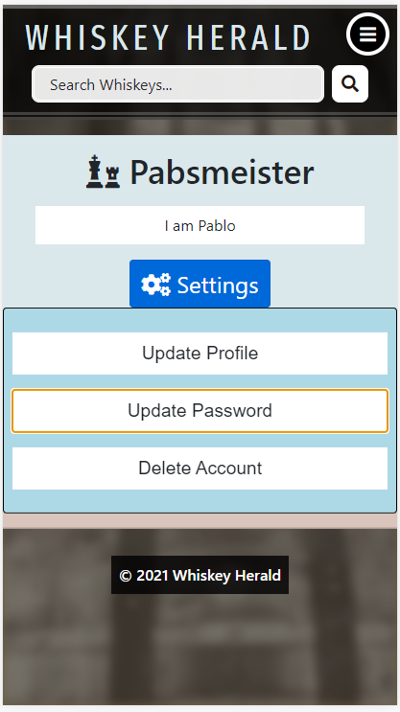 WHISKEY HERALD
Search Whiskeys...
Pabsmeister
I am Pablo
Settings
Update Profile
Update Password
Delete Account
© 2021 Whiskey Herald